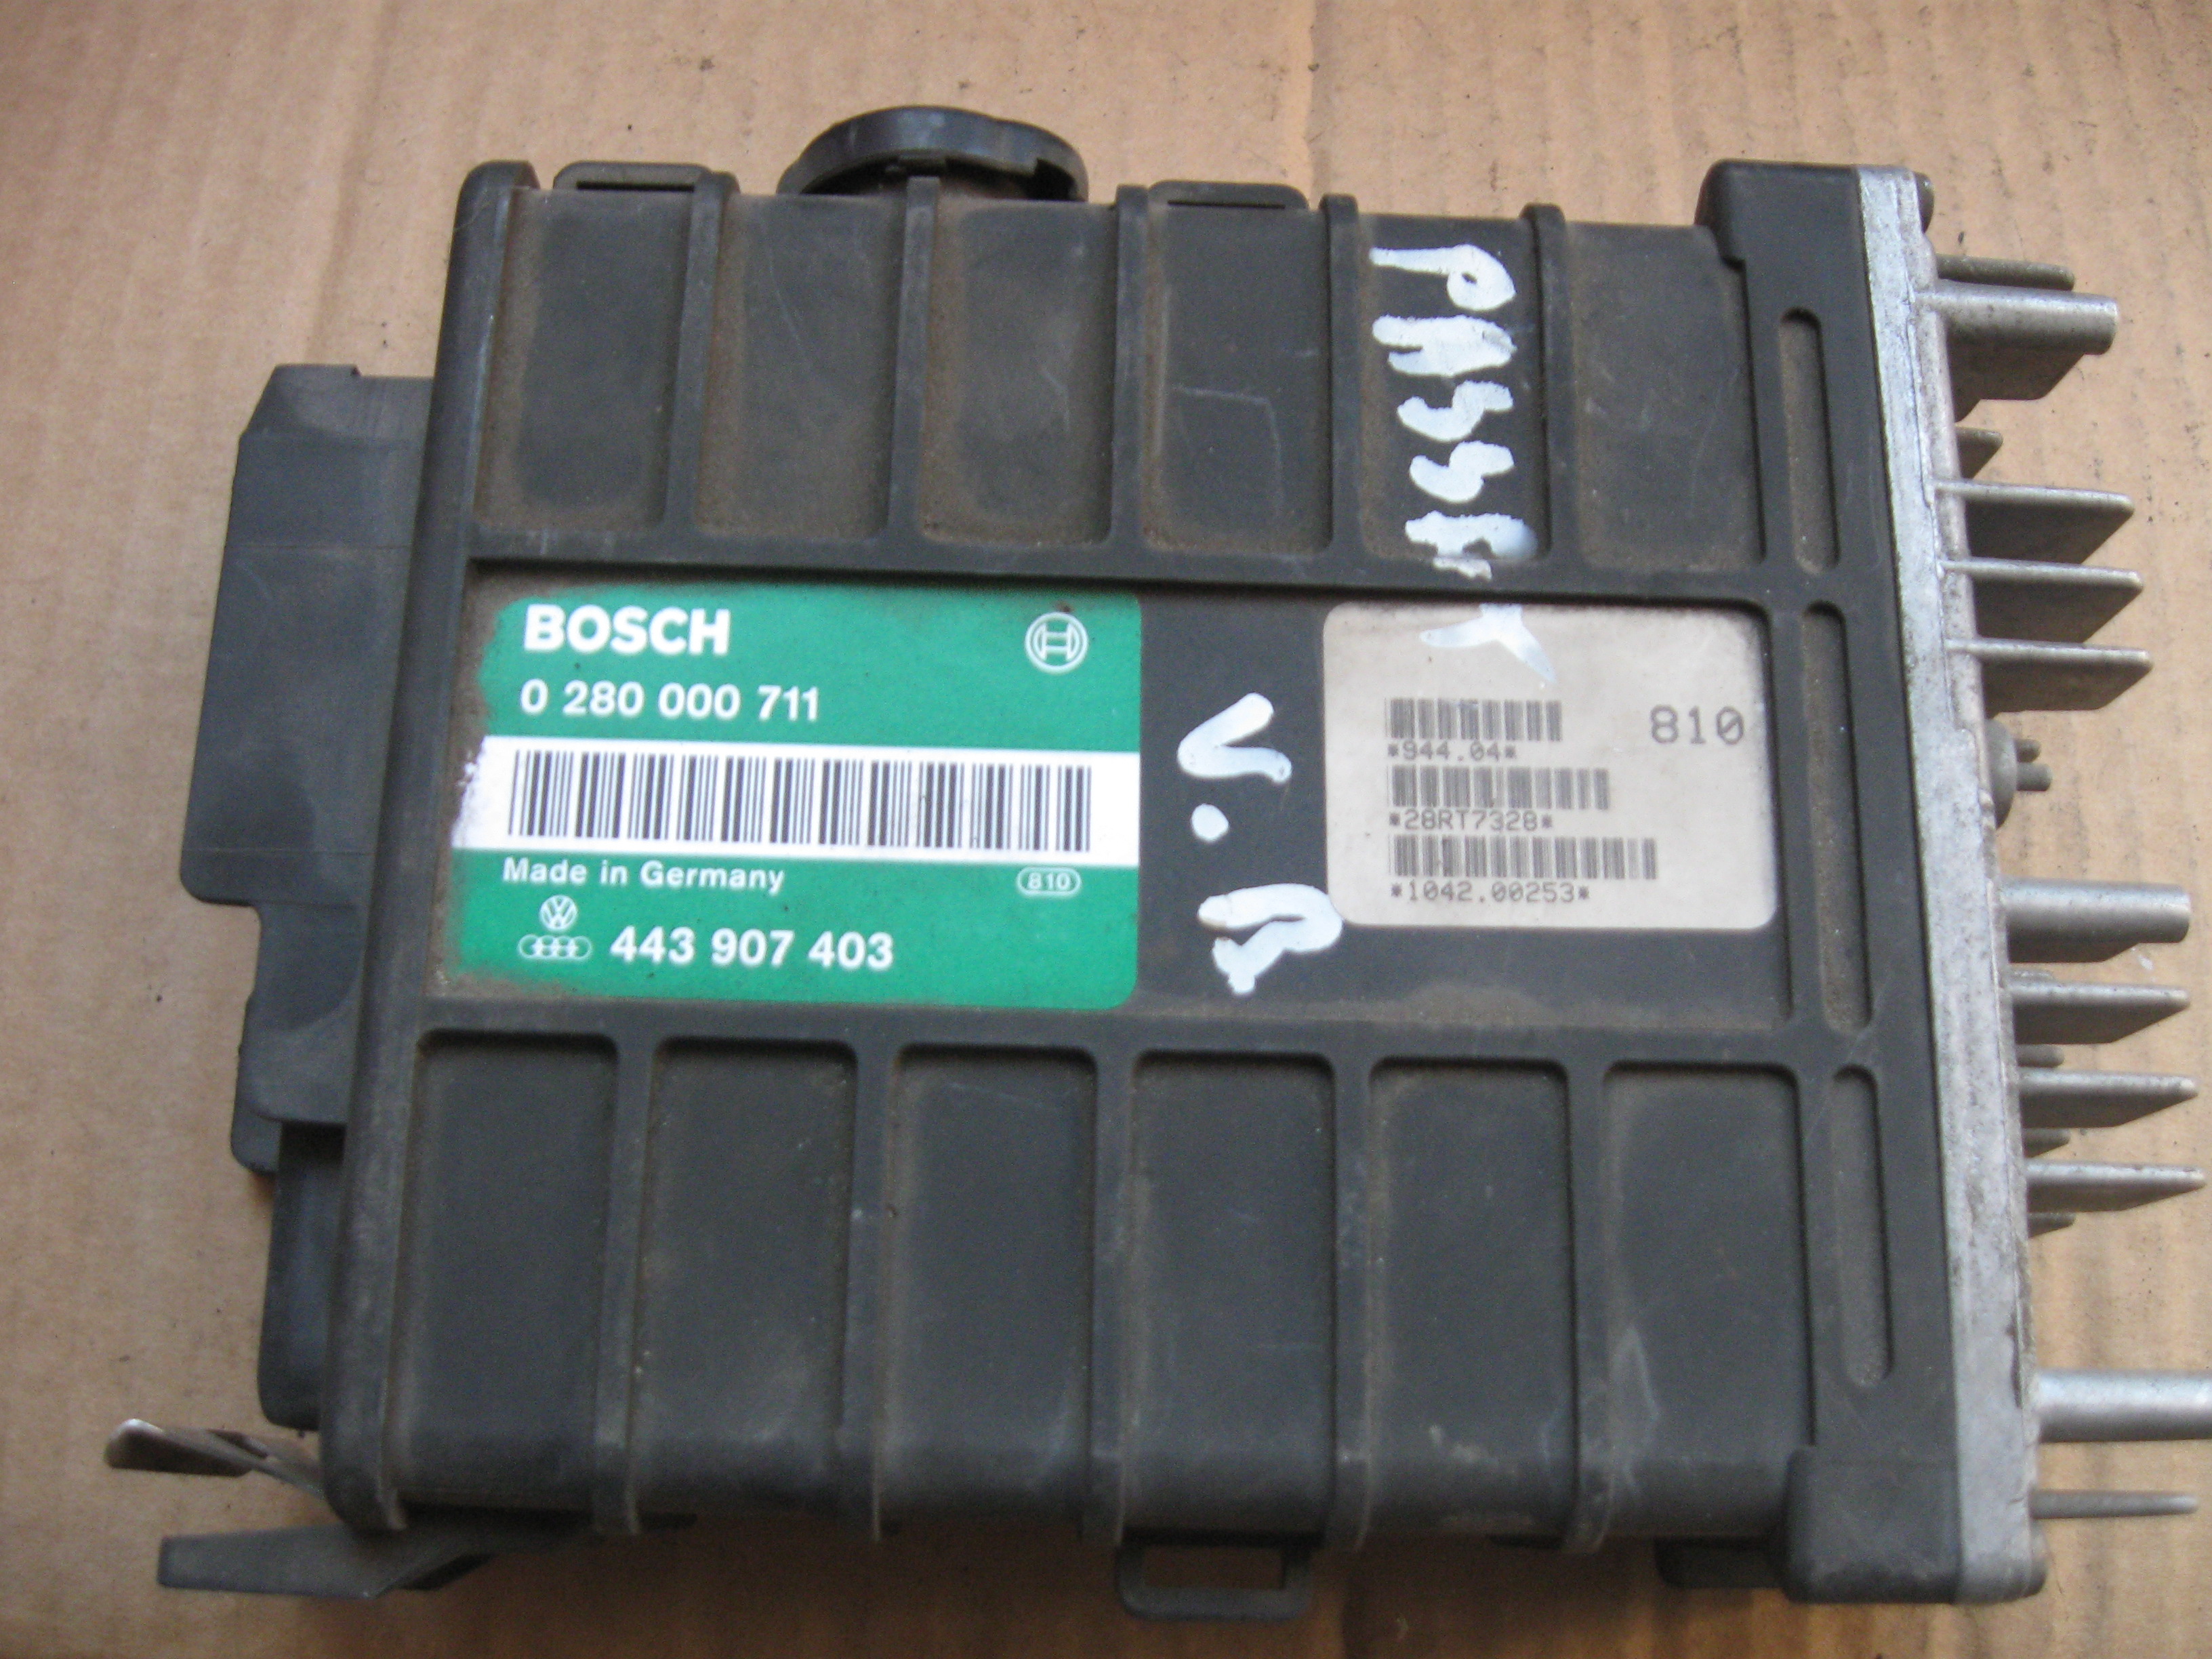 BOSCH
0 280 000 711
Made in Germany
810
443 907 403
PASSAT
V.B
810
*944.04*
*28RT7328*
*1042.00253*